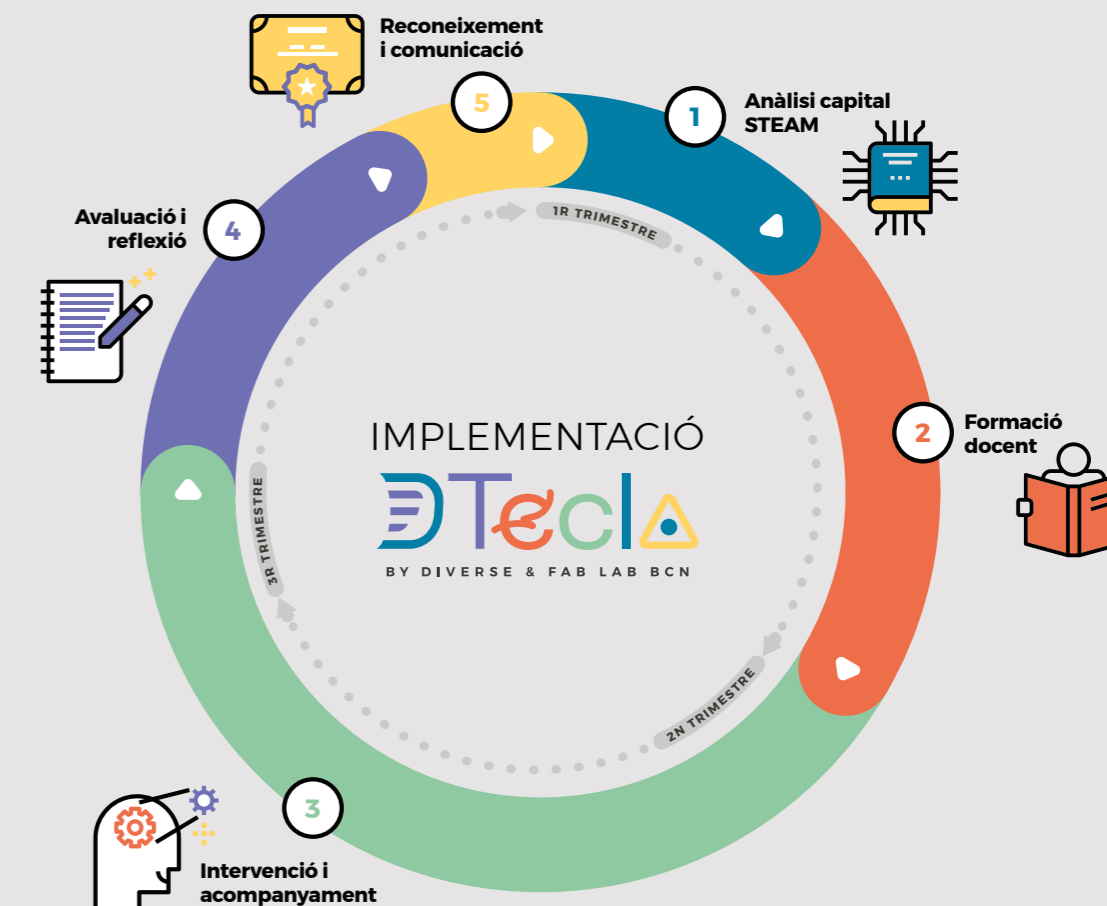 Reconeixement
i comunicació
5
1
Anàlisi capital
STEAM
1R TRIMESTRE
Avaluació i
reflexió
4
2
Formació
docent
IMPLEMENTACIÓ
DTecla
BY DIVERSE & FAB LAB BCN
3R TRIMESTRE
2N TRIMESTRE
3
Intervenció i
acompanyament